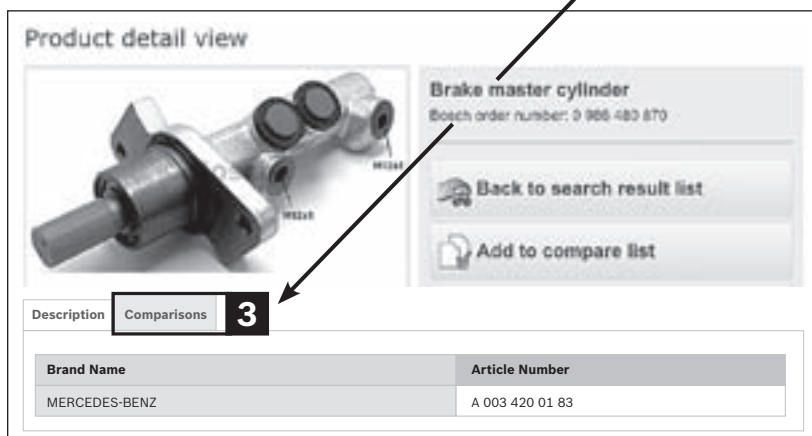 Product detail view
Brake master cylinder
Bosch order number: 0 986 480 870
Back to search result list
Add to compare list
Description
Comparisons
3
Brand Name
Article Number
MERCEDES-BENZ
A 003 420 01 83